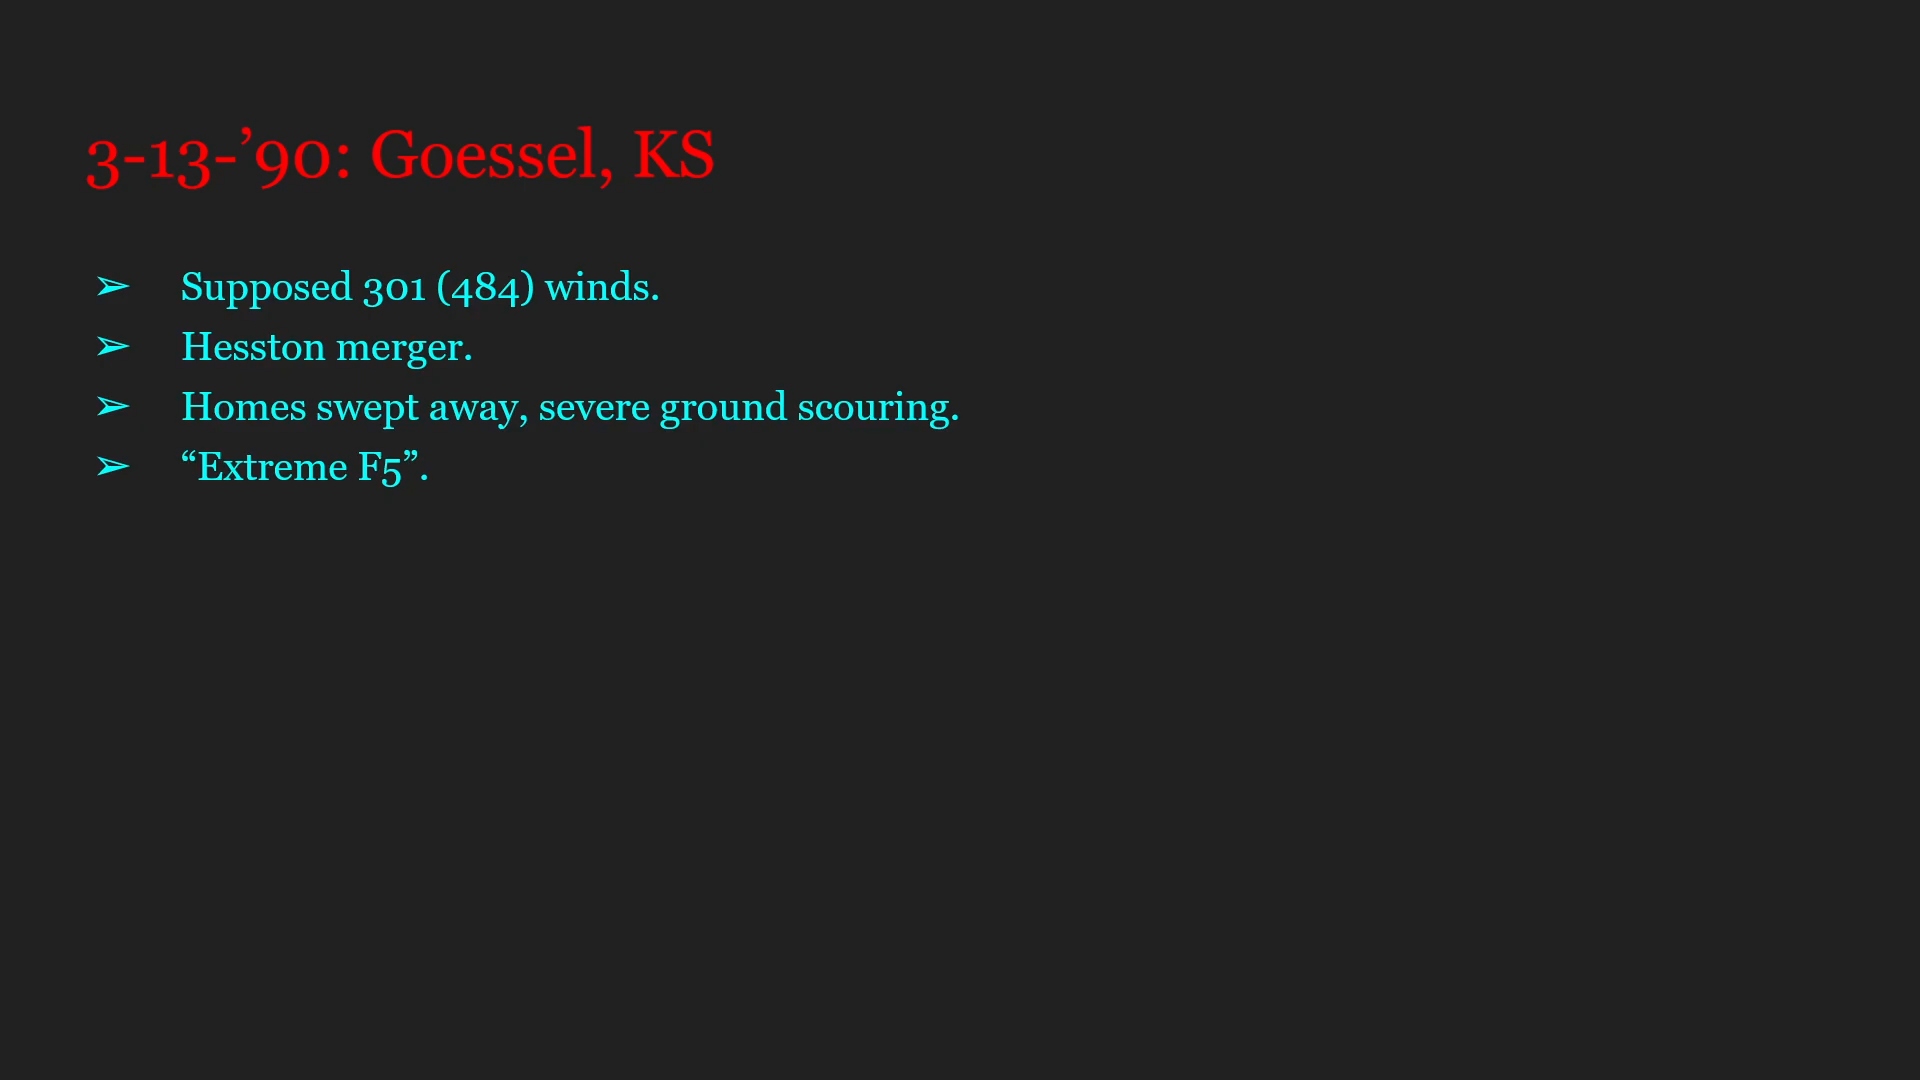 3-13-’90: Goessel, KS
➢ Supposed 301 (484) winds.
➢ Hesston merger.
➢ Homes swept away, severe ground scouring.
➢ “Extreme F5”.